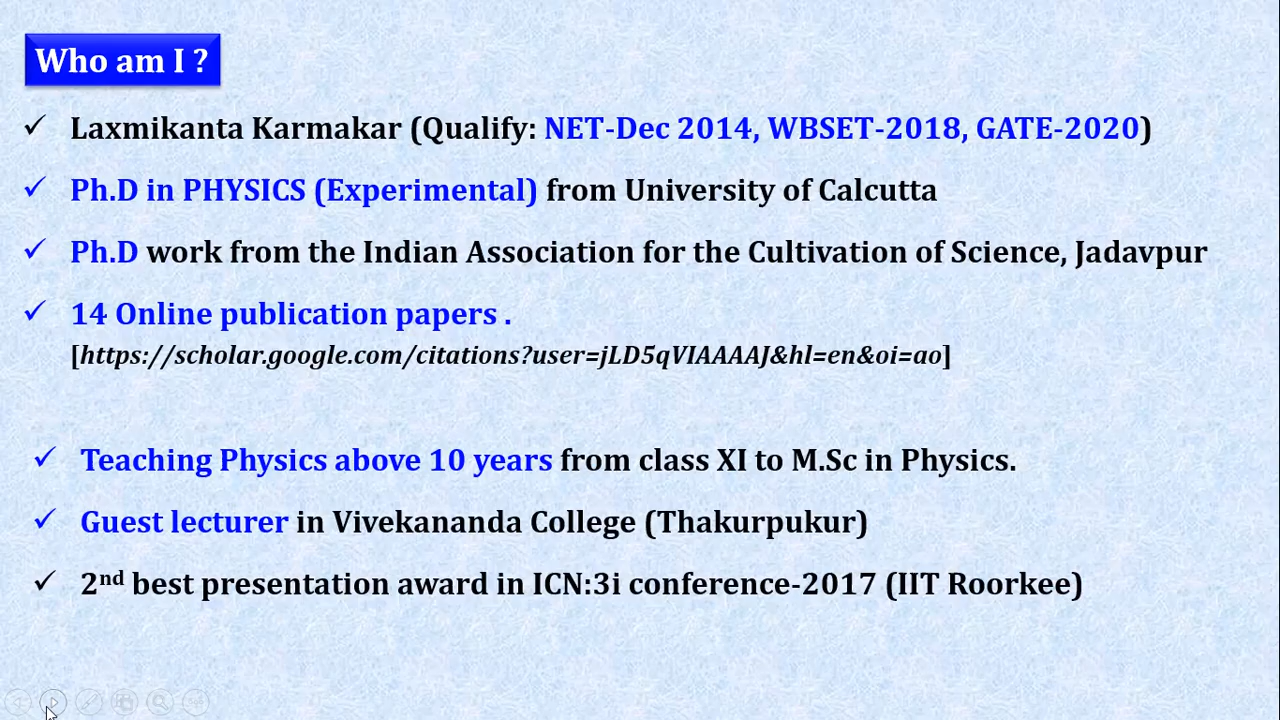 Who am I ?
✓ Laxmikanta Karmakar (Qualify: NET-Dec 2014, WBSET-2018, GATE-2020)
✓ Ph.D in PHYSICS (Experimental) from University of Calcutta
✓ Ph.D work from the Indian Association for the Cultivation of Science, Jadavpur
✓ 14 Online publication papers .
[https://scholar.google.com/citations?user=jLD5qVIAAAAJ&hl=en&oi=ao]
✓ Teaching Physics above 10 years from class XI to M.Sc in Physics.
✓ Guest lecturer in Vivekananda College (Thakurpukur)
✓ 2nd best presentation award in ICN:3i conference-2017 (IIT Roorkee)